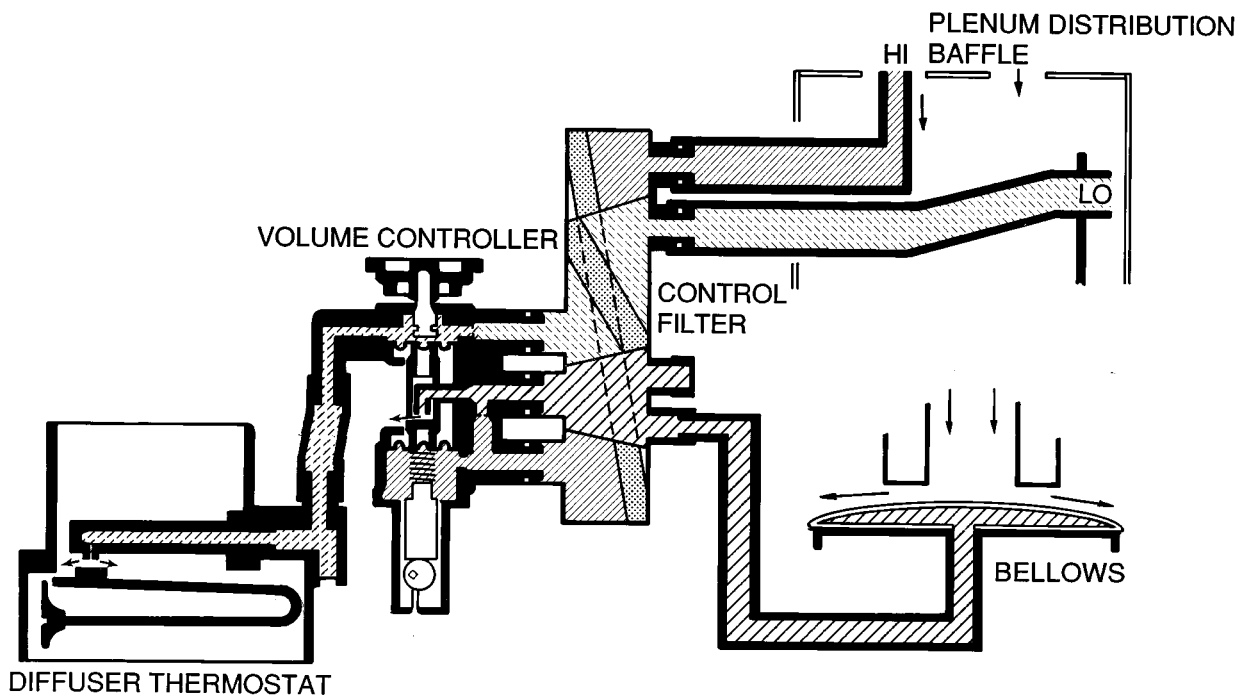 PLENUM DISTRIBUTION
HI BAFFLE
LO
VOLUME CONTROLLER
CONTROL
FILTER
BELLOWS
DIFFUSER THERMOSTAT